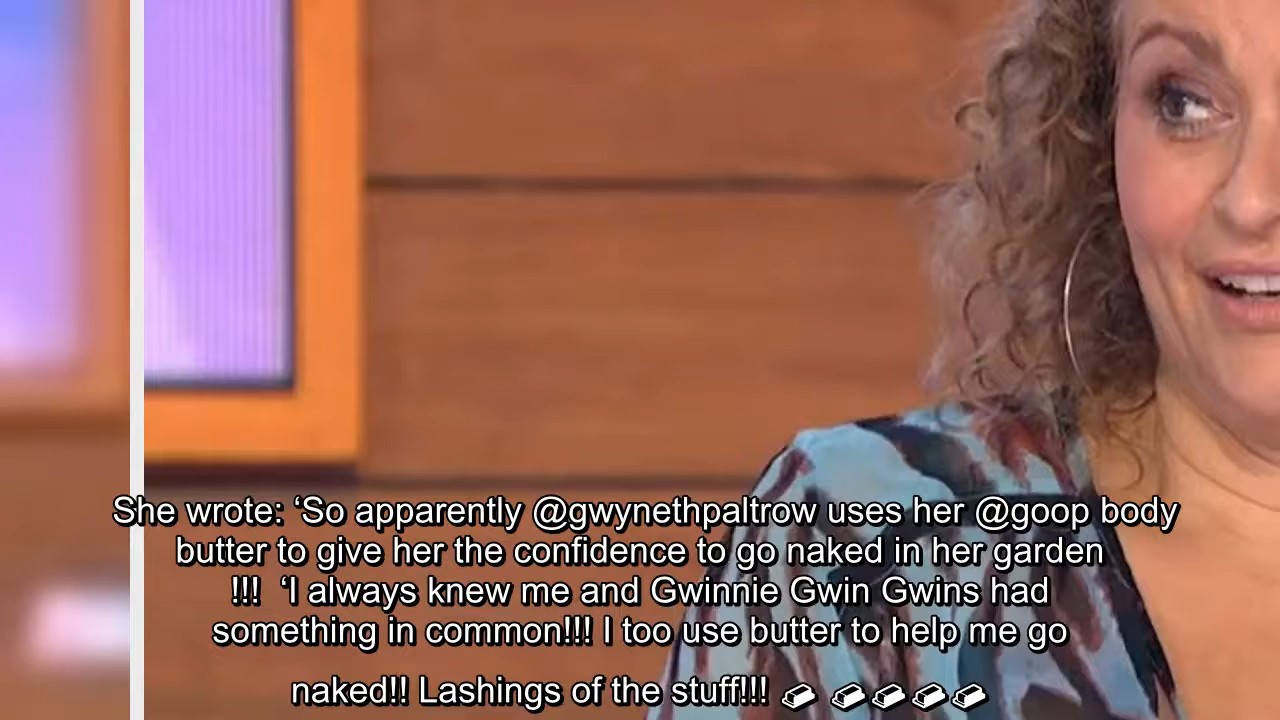 She wrote: ‘So apparently @gwynethpaltrow uses her @goop body
butter to give her the confidence to go naked in her garden
!!!  ‘I always knew me and Gwinnie Gwin Gwins had
something in common!!! I too use butter to help me go
naked!! Lashings of the stuff!!! 🧈 🧈🧈🧈🧈